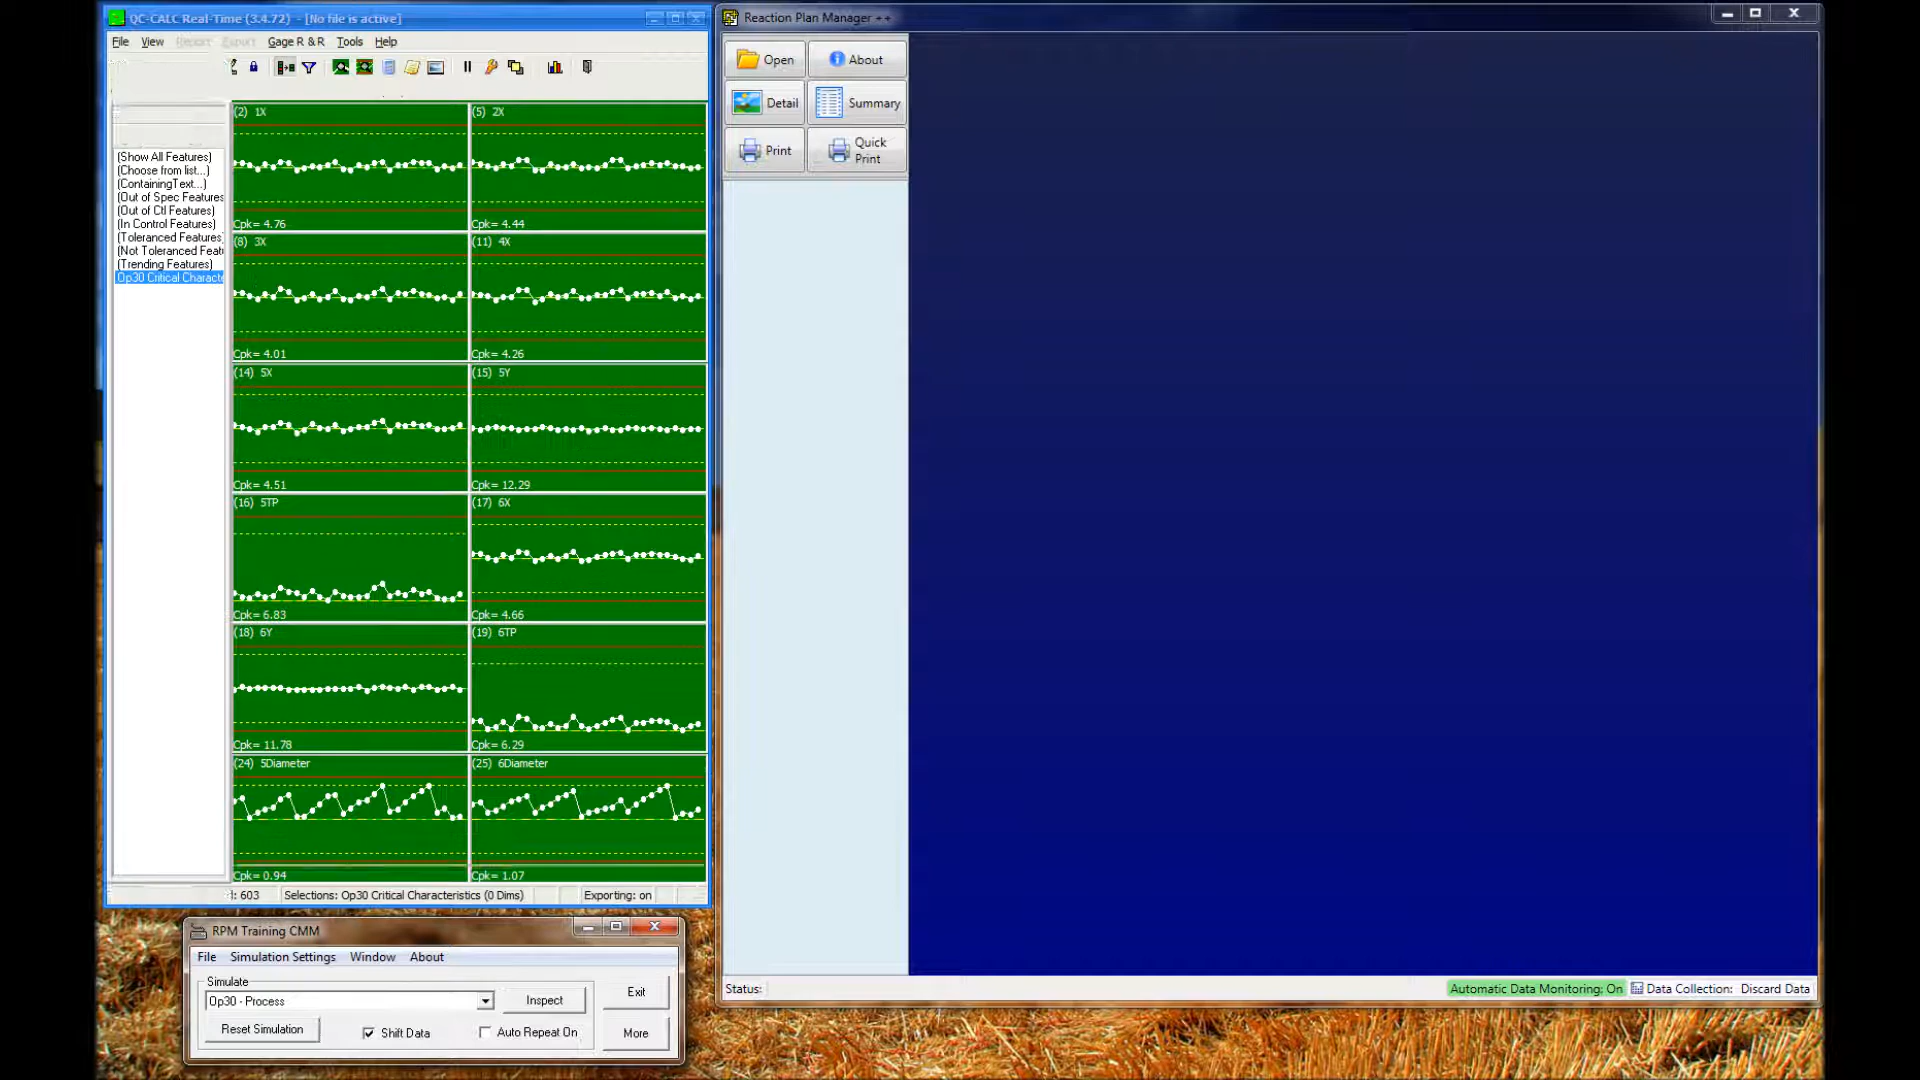 QC-CALC Real-Time (3.4.72) - [No file is active]
File View Report Export Gage R & R Tools Help
(Show All Features)
(Choose from list...)
(ContainingText...)
(Out of Spec Features
(Out of Ctl Features)
(In Control Features)
(Toleranced Features)
(Not Toleranced Feat
(Trending Features)
Op30 Critical Characte
(2) 1X
Cpk= 4.76
(5) 2X
Cpk= 4.44
(8) 3X
Cpk= 4.01
(11) 4X
Cpk= 4.26
(14) 5X
Cpk= 4.51
(15) 5Y
Cpk= 12.29
(16) 5TP
Cpk= 6.83
(17) 6X
Cpk= 4.66
(18) 6Y
Cpk= 11.78
(19) 6TP
Cpk= 6.29
(24) 5Diameter
Cpk= 0.94
(25) 6Diameter
Cpk= 1.07
l: 603 Selections: Op30 Critical Characteristics (0 Dims) Exporting: on
RPM Training CMM
File Simulation Settings Window About
Simulate
Op30 - Process
Inspect
Exit
Reset Simulation
Shift Data
Auto Repeat On
More
Reaction Plan Manager ++
Open
About
Detail
Summary
Print
Quick
Print
Status:
Automatic Data Monitoring: On
Data Collection: Discard Data